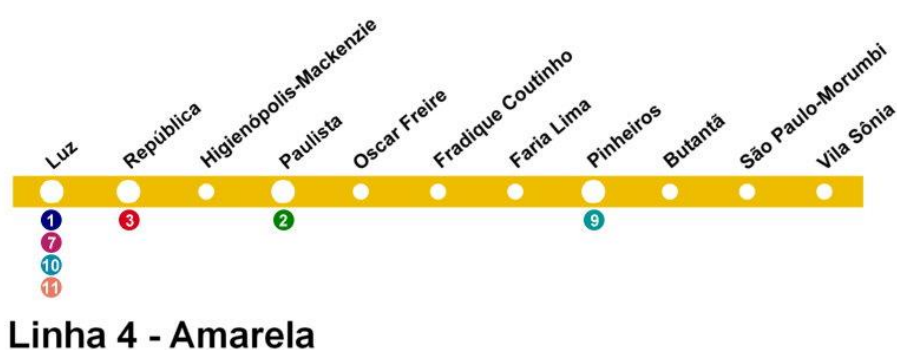 Luz
República
Higienópolis-Mackenzie
Paulista
Oscar Freire
Fradique Coutinho
Faria Lima
Pinheiros
Butantã
São Paulo-Morumbi
Vila Sônia
1
3
2
9
7
10
11
Linha 4 - Amarela